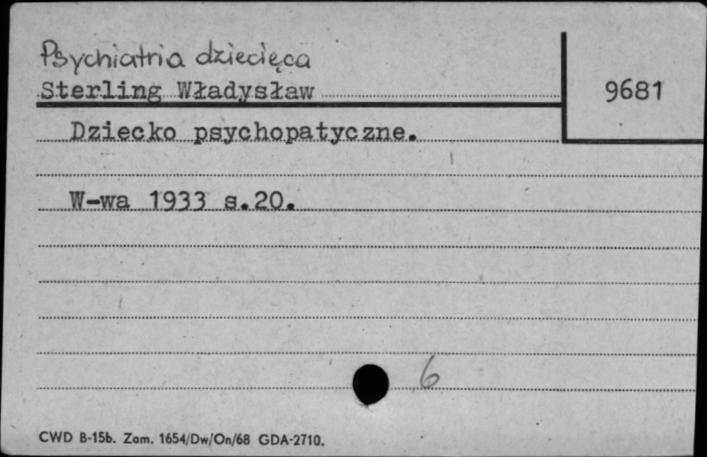 Psychiatria dziecięca
Sterling Władysław
9681
Dziecko psychopatyczne.
W-wa 1933 s.20.
6
CWD B-15b. Zam. 1654/Dw/On/68 GDA-2710.